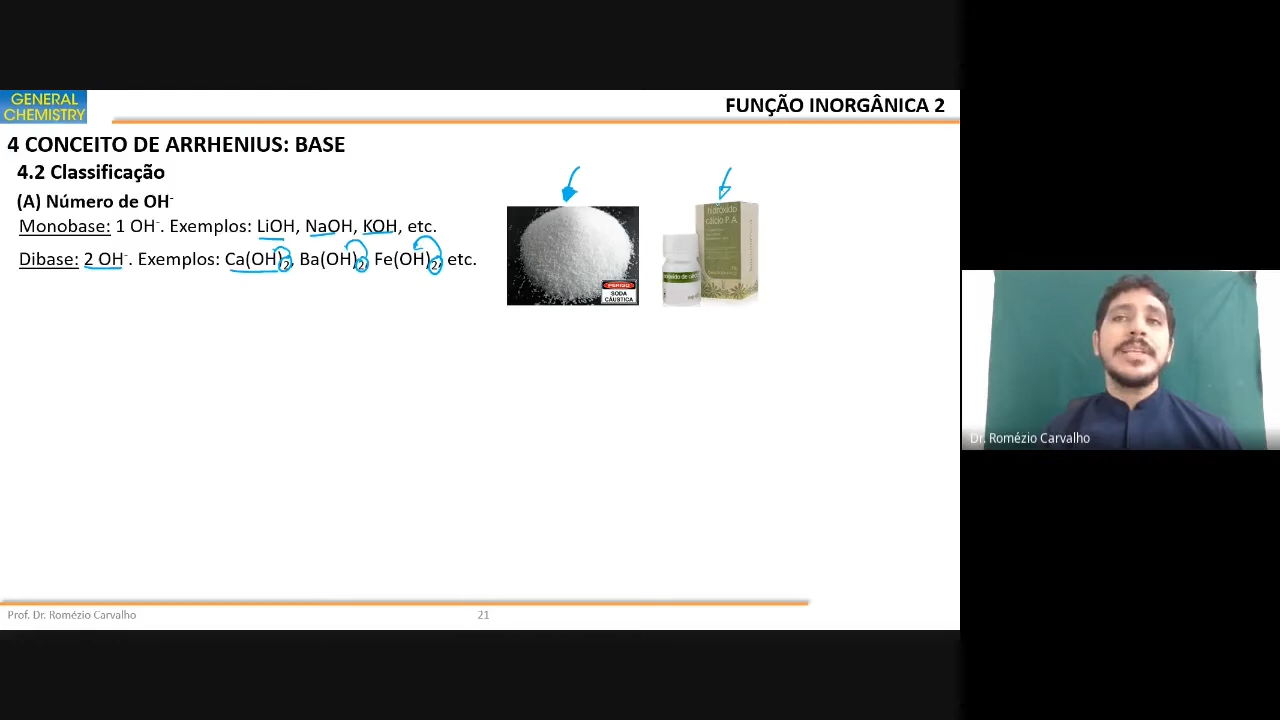 GENERAL
CHEMISTRY
FUNÇÃO INORGÂNICA 2
4 CONCEITO DE ARRHENIUS: BASE
4.2 Classificação
(A) Número de OH⁻
Monobase: 1 OH⁻. Exemplos: LiOH, NaOH, KOH, etc.
Dibase: 2 OH⁻. Exemplos: Ca(OH)₂, Ba(OH)₂, Fe(OH)₂, etc.
PERIGO
SODA
CÁUSTICA
hidróxido
cálcio P.A.
Dr. Romézio Carvalho
Prof. Dr. Romézio Carvalho
21